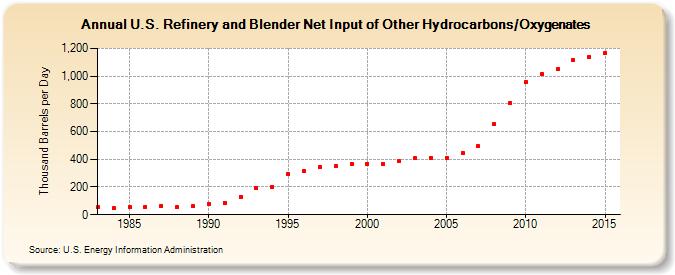 Annual U.S. Refinery and Blender Net Input of Other Hydrocarbons/Oxygenates
Thousand Barrels per Day
1,200
1,000
800
600
400
200
0
1985 1990 1995 2000 2005 2010 2015
Source: U.S. Energy Information Administration